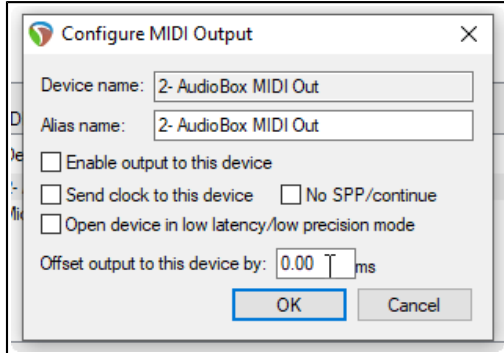 Configure MIDI Output
Device name: 2- AudioBox MIDI Out
Alias name: 2- AudioBox MIDI Out
Enable output to this device
Send clock to this device No SPP/continue
Open device in low latency/low precision mode
Offset output to this device by: 0.00 ms
OK Cancel